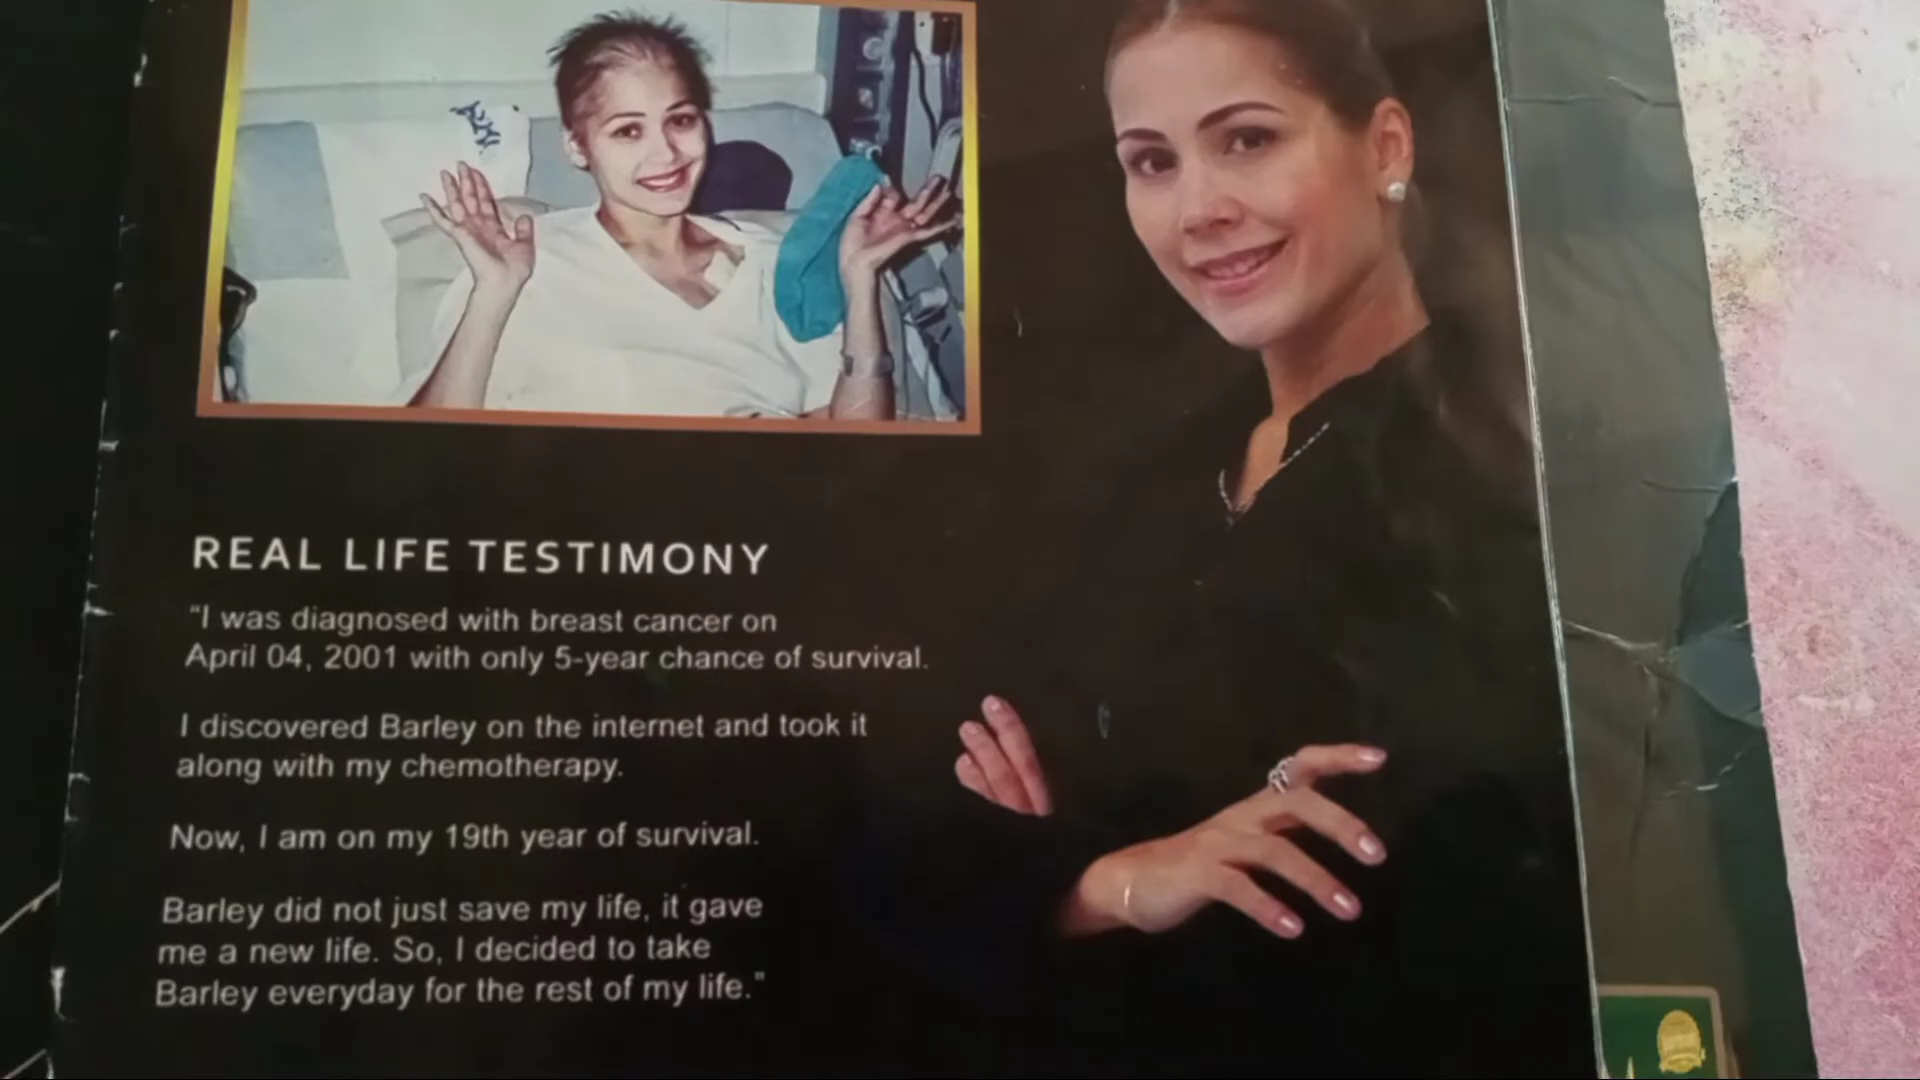 REAL LIFE TESTIMONY
“I was diagnosed with breast cancer on
April 04, 2001 with only 5-year chance of survival.
I discovered Barley on the internet and took it
along with my chemotherapy.
Now, I am on my 19th year of survival.
Barley did not just save my life, it gave
me a new life. So, I decided to take
Barley everyday for the rest of my life.”